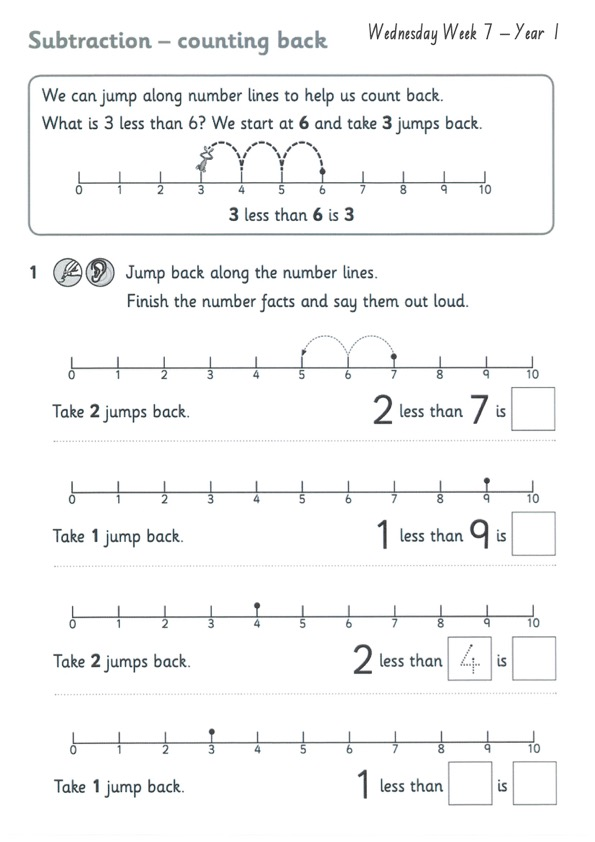 Subtraction – counting back
Wednesday Week 7 – Year 1
We can jump along number lines to help us count back.
What is 3 less than 6? We start at 6 and take 3 jumps back.
0 1 2 3 4 5 6 7 8 9 10
3 less than 6 is 3
1 Jump back along the number lines.
Finish the number facts and say them out loud.
0 1 2 3 4 5 6 7 8 9 10
Take 2 jumps back. 2 less than 7 is
0 1 2 3 4 5 6 7 8 9 10
Take 1 jump back. 1 less than 9 is
0 1 2 3 4 5 6 7 8 9 10
Take 2 jumps back. 2 less than 4 is
0 1 2 3 4 5 6 7 8 9 10
Take 1 jump back. 1 less than is